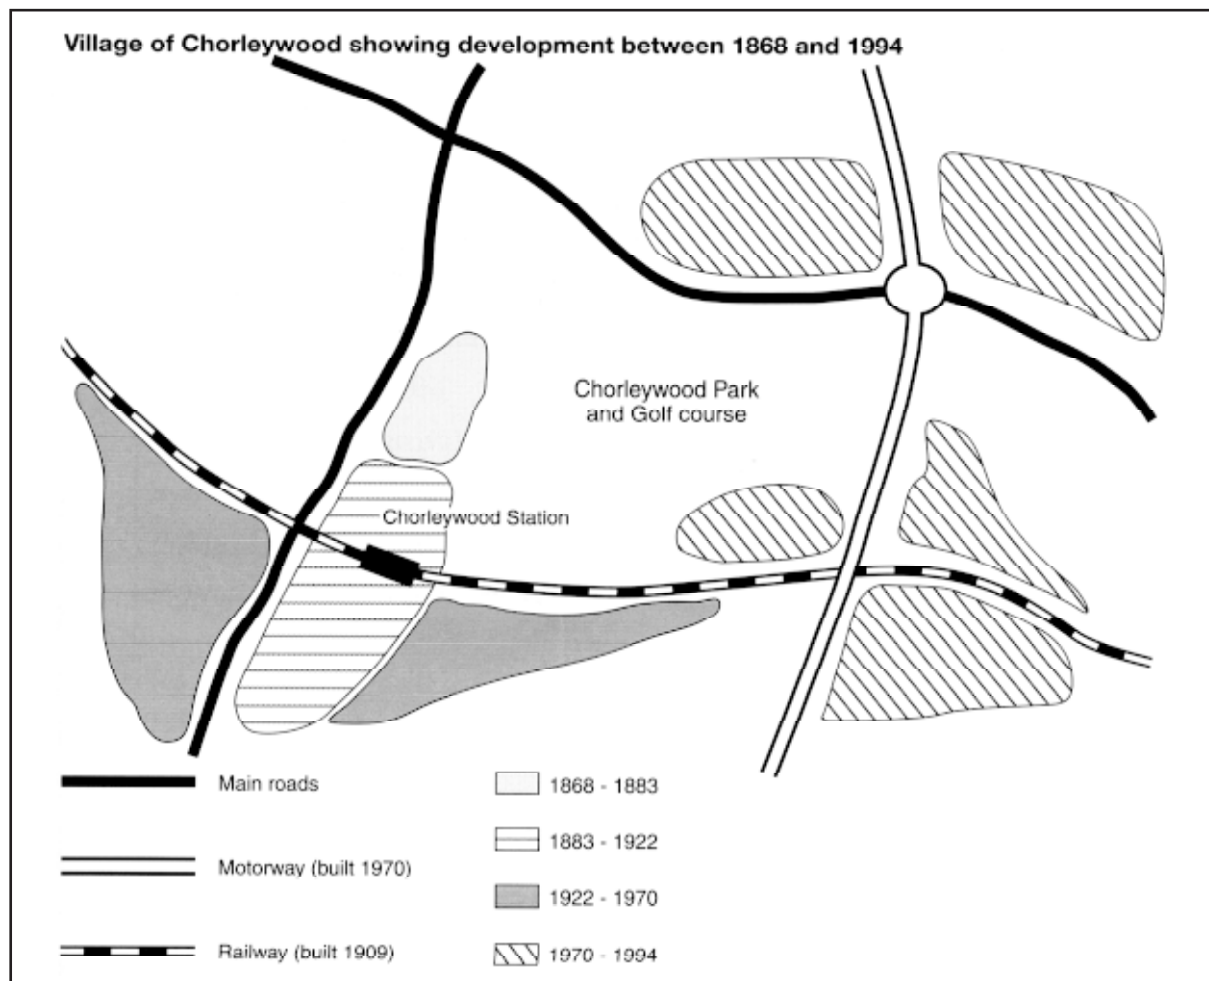 Village of Chorleywood showing development between 1868 and 1994
Chorleywood Park
and Golf course
Chorleywood Station
Main roads
Motorway (built 1970)
Railway (built 1909)
1868 - 1883
1883 - 1922
1922 - 1970
1970 - 1994